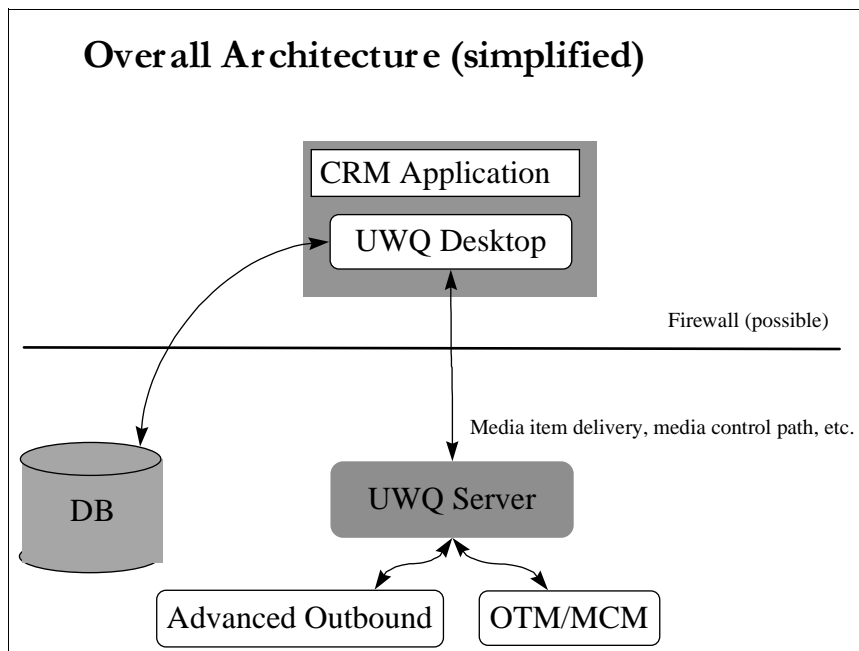 Overall Architecture (simplified)
CRM Application
UWQ Desktop
Firewall (possible)
Media item delivery, media control path, etc.
DB
UWQ Server
Advanced Outbound
OTM/MCM